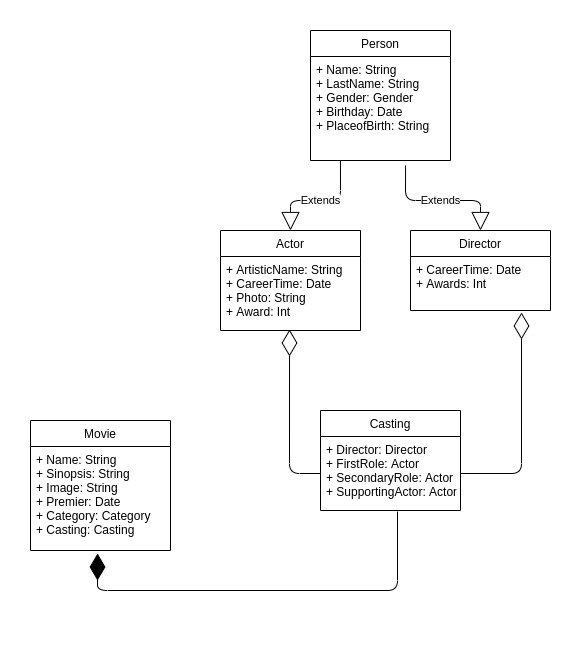 Person
+ Name: String
+ LastName: String
+ Gender: Gender
+ Birthday: Date
+ PlaceofBirth: String
Extends
Extends
Actor
+ ArtisticName: String
+ CareerTime: Date
+ Photo: String
+ Award: Int
Director
+ CareerTime: Date
+ Awards: Int
Casting
+ Director: Director
+ FirstRole: Actor
+ SecondaryRole: Actor
+ SupportingActor: Actor
Movie
+ Name: String
+ Sinopsis: String
+ Image: String
+ Premier: Date
+ Category: Category
+ Casting: Casting